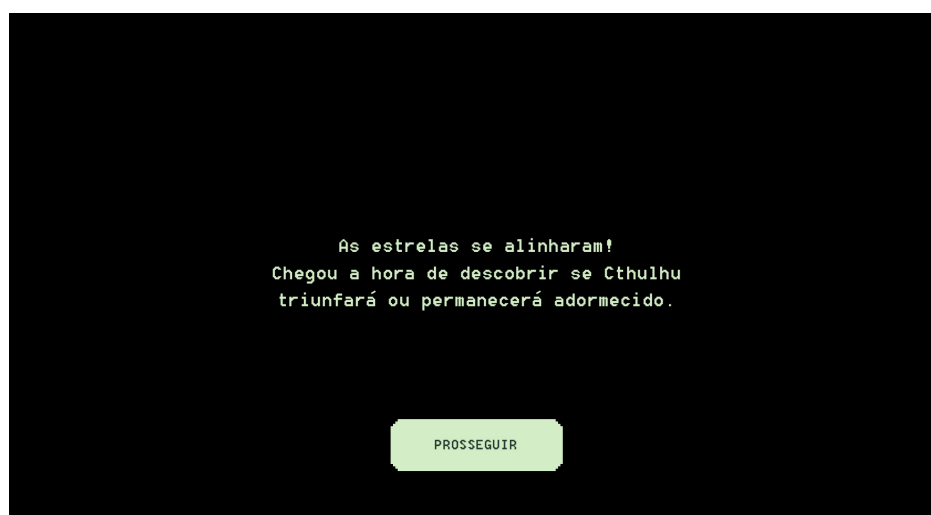 As estrelas se alinharam!
Chegou a hora de descobrir se Cthulhu
triunfará ou permanecerá adormecido.
PROSSEGUIR